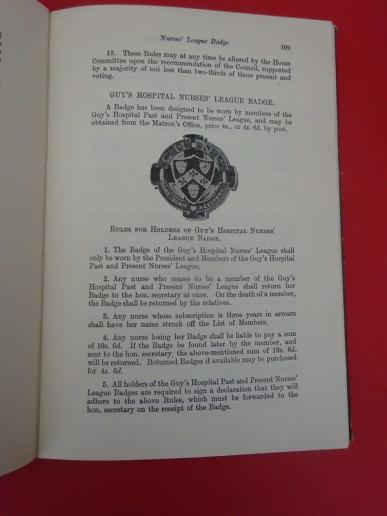 Nurses' League Badge
109
13. These Rules may at any time be altered by the House
Committee upon the recommendation of the Council, supported
by a majority of not less than two-thirds of those present and
voting.
GUY'S HOSPITAL NURSES' LEAGUE BADGE.
A Badge has been designed to be worn by members of the
Guy's Hospital Past and Present Nurses' League, and may be
obtained from the Matron's Office, price 4s., or 4s. 6d. by post.
RULES FOR HOLDERS OF GUY'S HOSPITAL NURSES'
LEAGUE BADGE.
1. The Badge of the Guy's Hospital Nurses' League shall
only be worn by the President and Members of the Guy's Hospital
Past and Present Nurses' League.
2. Any nurse who ceases to be a member of the Guy's
Hospital Past and Present Nurses' League shall return her
Badge to the hon. secretary at once. On the death of a member,
the Badge shall be returned by the relatives.
3. Any nurse whose subscription is three years in arrears
shall have her name struck off the List of Members.
4. Any nurse losing her Badge shall be liable to pay a sum
of 10s. 6d. If the Badge be found later by the member, and
sent to the hon. secretary, the above-mentioned sum of 10s. 6d.
will be returned. Returned Badges if available may be purchased
for 4s. 6d.
5. All holders of the Guy's Hospital Past and Present Nurses'
League Badges are required to sign a declaration that they will
adhere to the above Rules, which must be forwarded to the
hon. secretary on the receipt of the Badge.